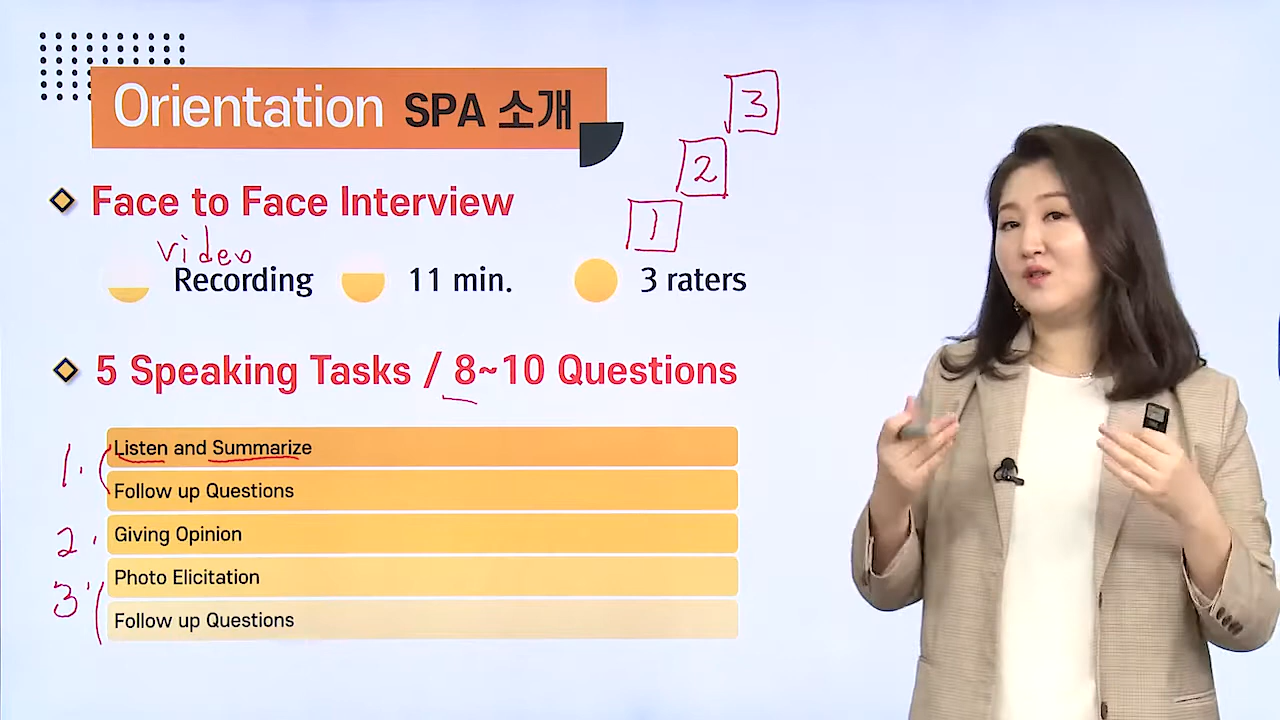 Orientation SPA 소개
3
2
1
Face to Face Interview
video
Recording 11 min. 3 raters
5 Speaking Tasks / 8~10 Questions
1. Listen and Summarize
Follow up Questions
2. Giving Opinion
3. Photo Elicitation
Follow up Questions